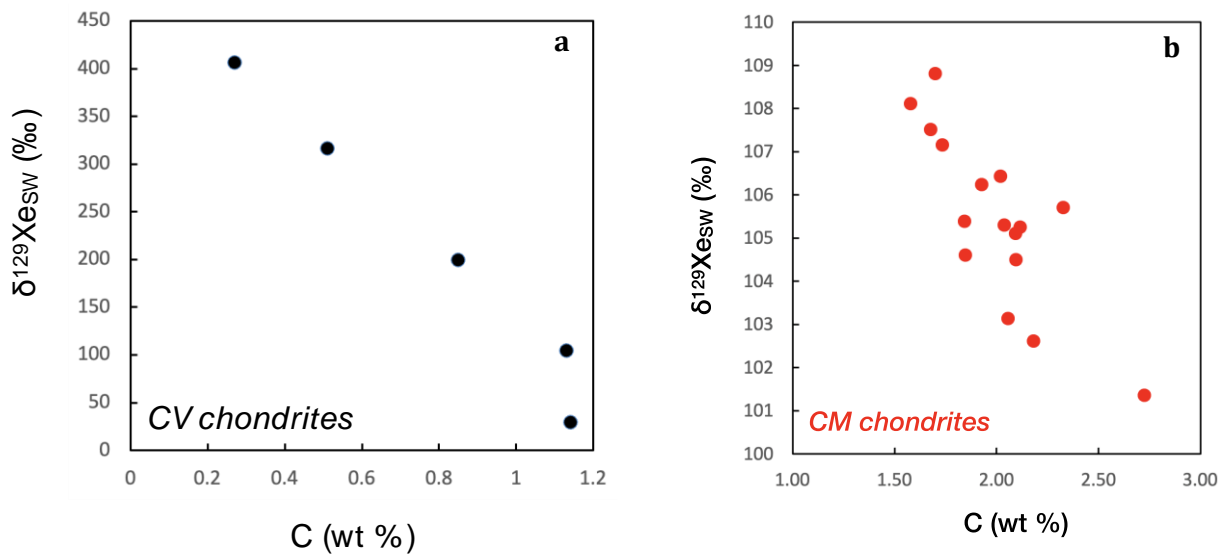 a
450
400
350
300
250
200
150
100
50
0
δ¹²⁹Xe_SW (‰)
CV chondrites
0 0.2 0.4 0.6 0.8 1 1.2
C (wt %)
b
110
109
108
107
106
105
104
103
102
101
100
δ¹²⁹Xe_SW (‰)
CM chondrites
1.00 1.50 2.00 2.50 3.00
C (wt %)